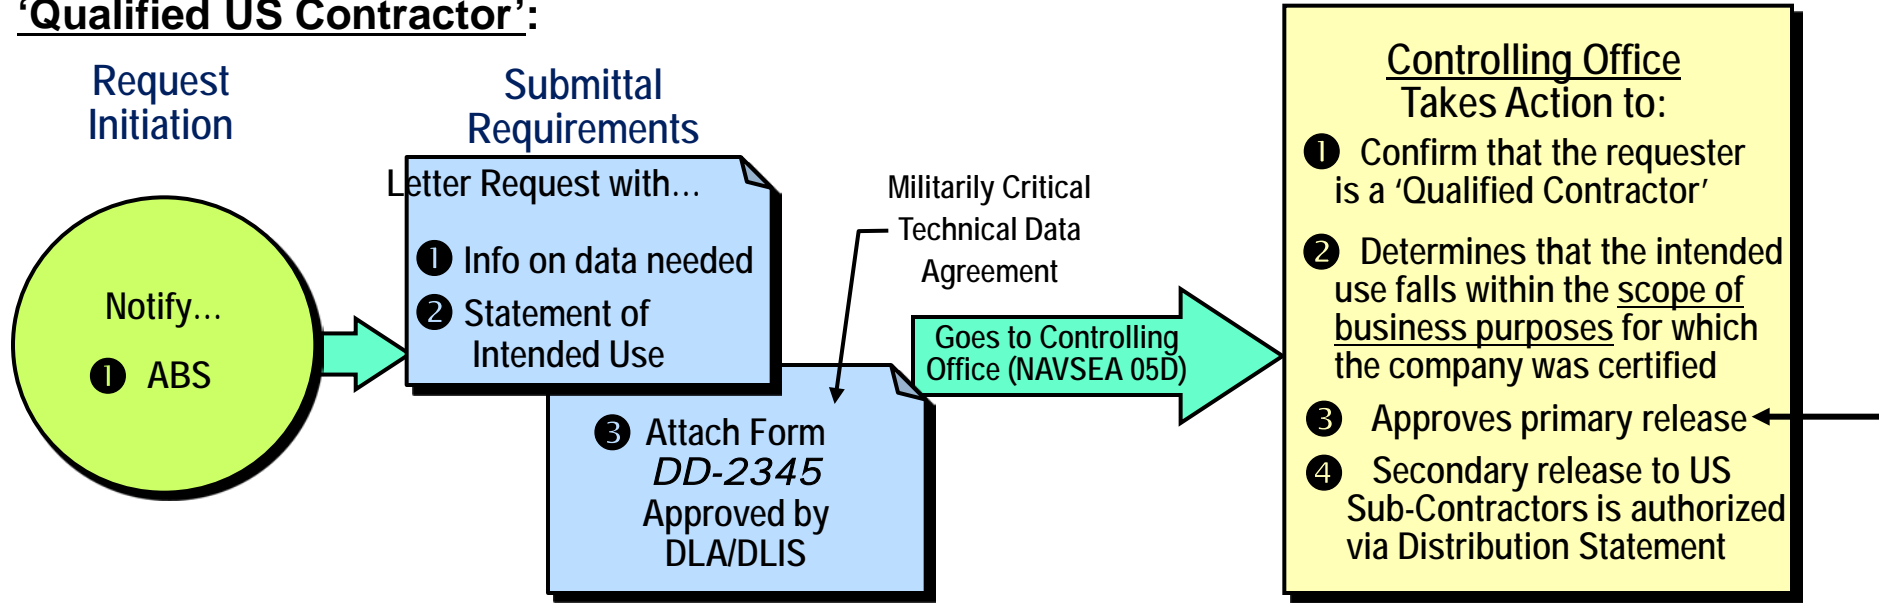 ‘Qualified US Contractor’:
Request
Initiation
Notify…
❶ ABS
Submittal
Requirements
Letter Request with…
❶ Info on data needed
❷ Statement of
Intended Use
❸ Attach Form
DD-2345
Approved by
DLA/DLIS
Militarily Critical
Technical Data
Agreement
Goes to Controlling
Office (NAVSEA 05D)
Controlling Office
Takes Action to:
❶ Confirm that the requester
is a ‘Qualified Contractor’
❷ Determines that the intended
use falls within the scope of
business purposes for which
the company was certified
❸ Approves primary release
❹ Secondary release to US
Sub-Contractors is authorized
via Distribution Statement